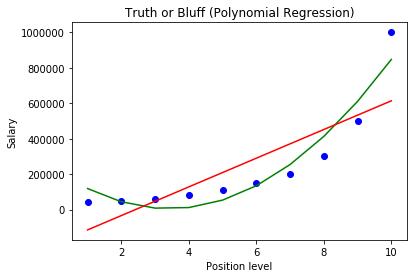 Truth or Bluff (Polynomial Regression)
1000000
800000
600000
400000
200000
0
Salary
2 4 6 8 10
Position level